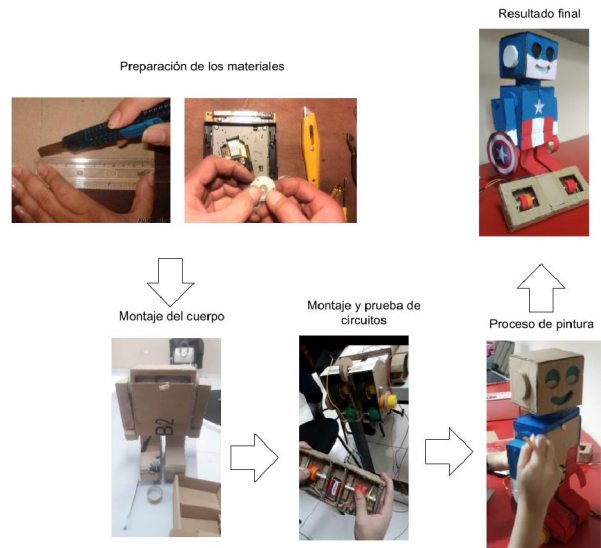 Resultado final
Preparación de los materiales
Montaje del cuerpo
B2
Montaje y prueba de
circuitos
Proceso de pintura